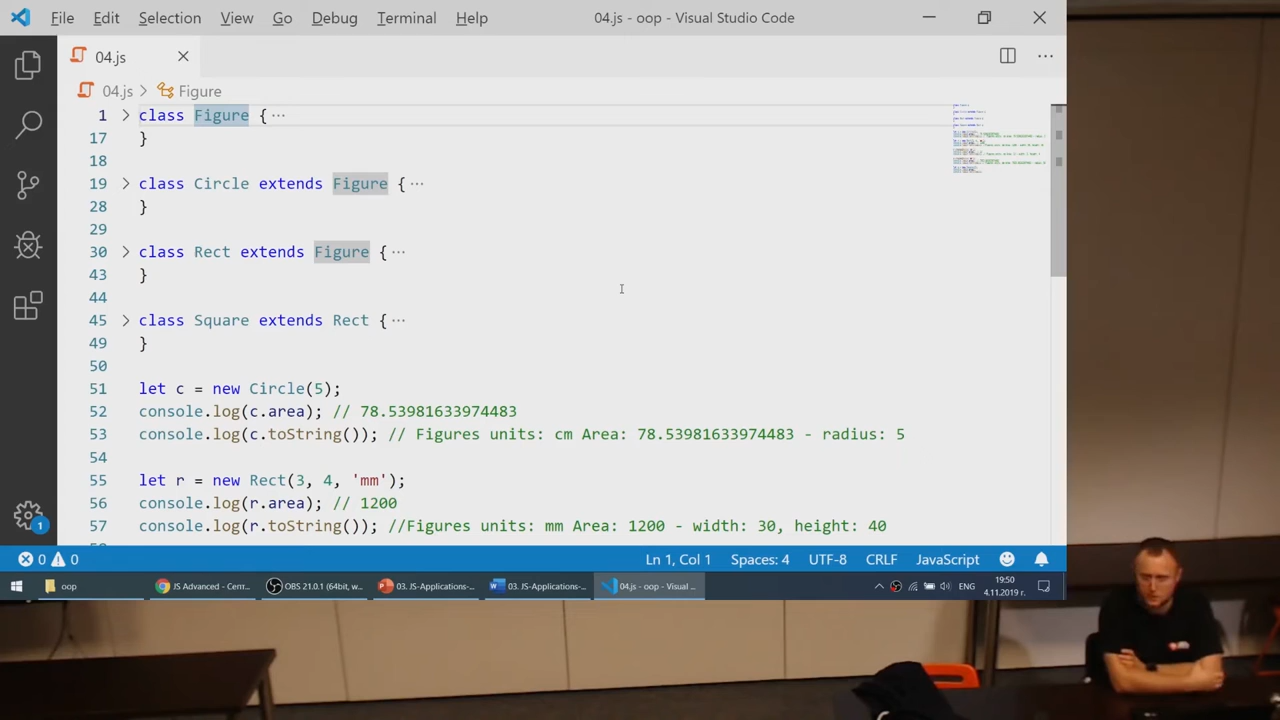 File Edit Selection View Go Debug Terminal Help 04.js - oop - Visual Studio Code
04.js
04.js Figure
1 class Figure { ...
17 }
18
19 class Circle extends Figure { ...
28 }
29
30 class Rect extends Figure { ...
43 }
44
45 class Square extends Rect { ...
49 }
50
51 let c = new Circle(5);
52 console.log(c.area); // 78.53981633974483
53 console.log(c.toString()); // Figures units: cm Area: 78.53981633974483 - radius: 5
54
55 let r = new Rect(3, 4, 'mm');
56 console.log(r.area); // 1200
57 console.log(r.toString()); //Figures units: mm Area: 1200 - width: 30, height: 40
1 0 0 Ln 1, Col 1 Spaces: 4 UTF-8 CRLF JavaScript
oop JS Advanced - Септ... OBS 21.0.1 (64bit, w... 03. JS-Applications-... 03. JS-Applications-... 04.js - oop - Visual ... ENG 19:50
4.11.2019 г.